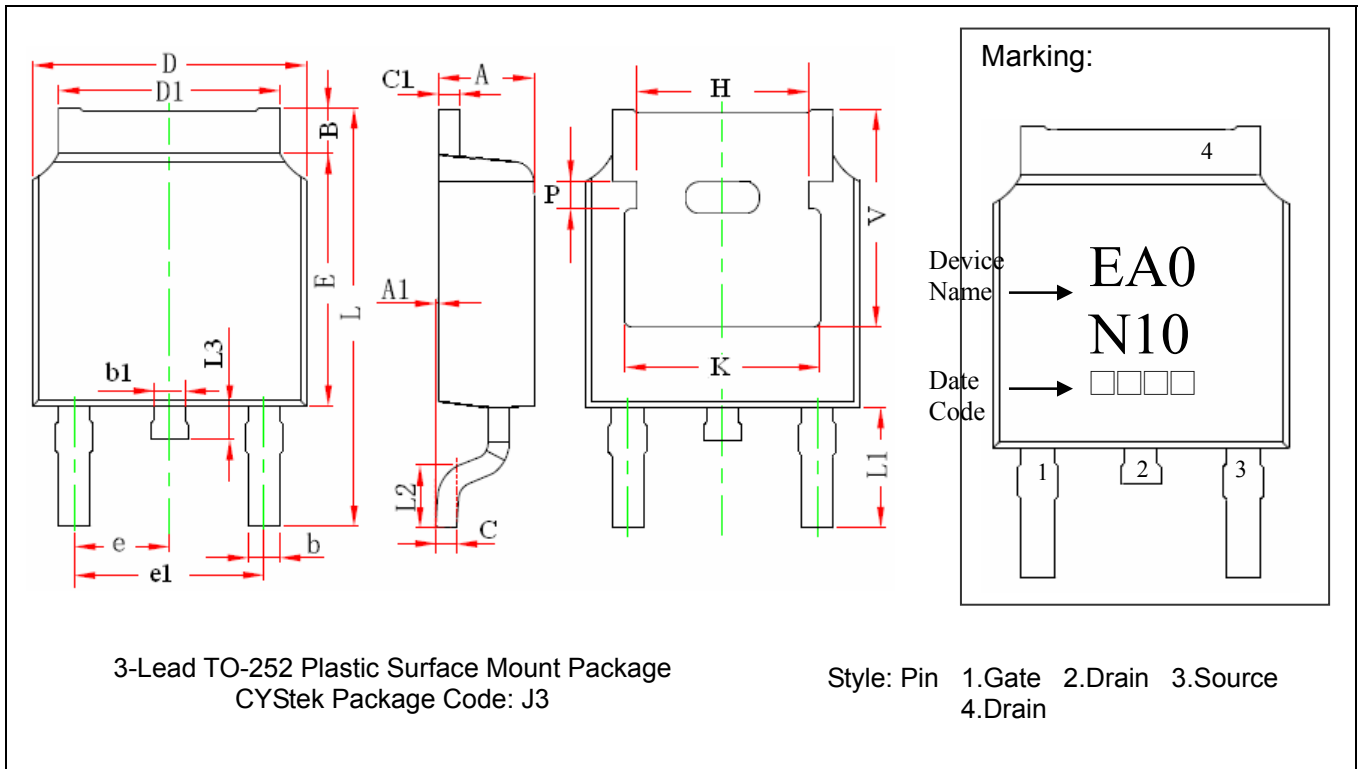 D
D1
B
E
L
L3
b1
e
b
e1
C1
A
A1
L2
C
H
P
V
K
L1
Marking:
4
Device
Name
EA0
N10
Date
Code
□□□□
1 2 3
3-Lead TO-252 Plastic Surface Mount Package
CYStek Package Code: J3
Style: Pin 1.Gate 2.Drain 3.Source
4.Drain